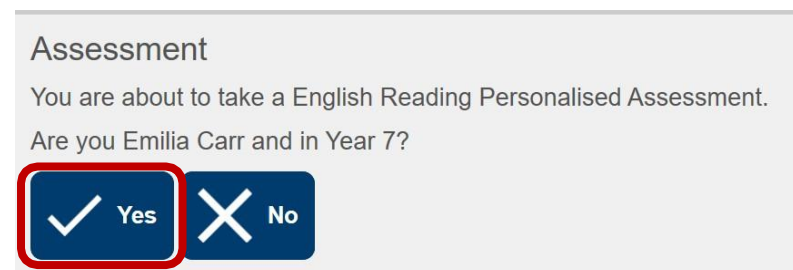 Assessment
You are about to take a English Reading Personalised Assessment.
Are you Emilia Carr and in Year 7?
Yes No